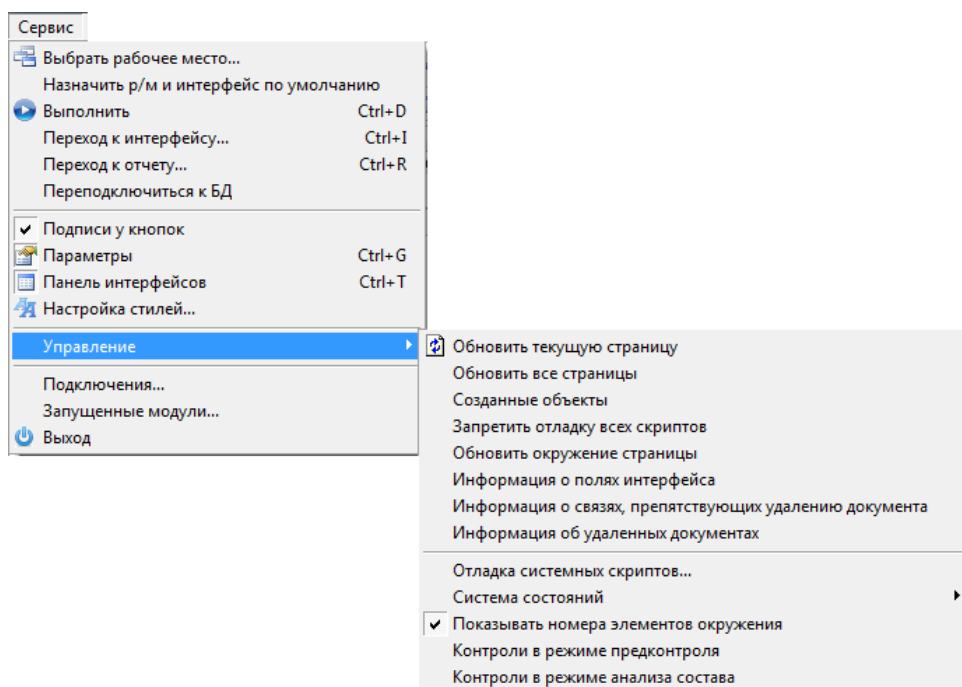 Сервис
Выбрать рабочее место...
Назначить р/м и интерфейс по умолчанию
Выполнить Ctrl+D
Переход к интерфейсу... Ctrl+I
Переход к отчету... Ctrl+R
Переподключиться к БД
Подписи у кнопок
Параметры Ctrl+G
Панель интерфейсов Ctrl+T
Настройка стилей...
Управление
Подключения...
Запущенные модули...
Выход
Обновить текущую страницу
Обновить все страницы
Созданные объекты
Запретить отладку всех скриптов
Обновить окружение страницы
Информация о полях интерфейса
Информация о связях, препятствующих удалению документа
Информация об удаленных документах
Отладка системных скриптов...
Система состояний
Показывать номера элементов окружения
Контроли в режиме предконтроля
Контроли в режиме анализа состава